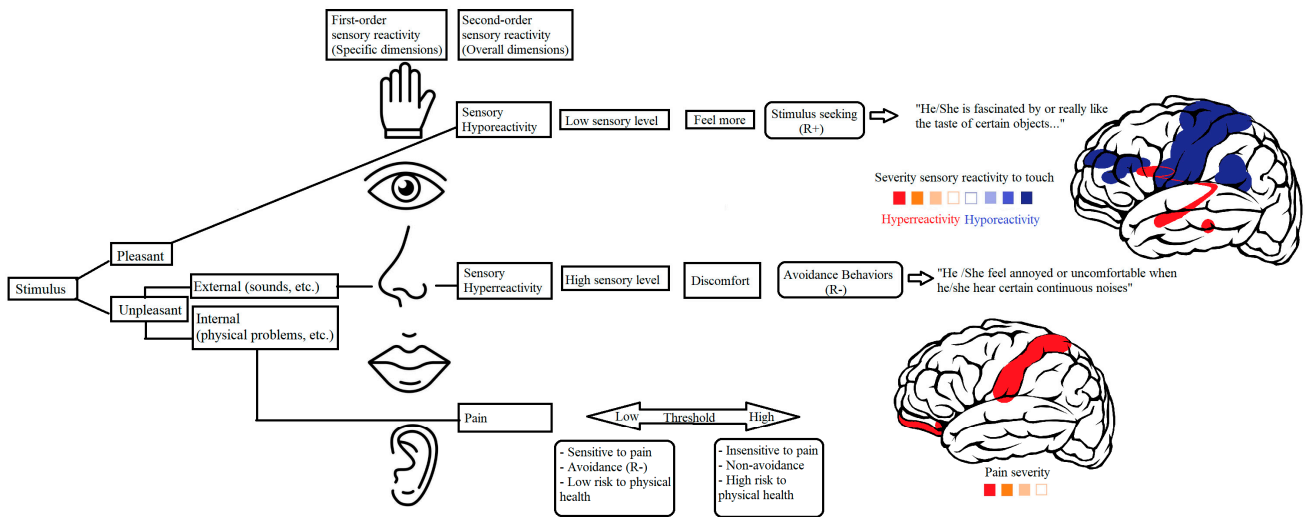 First-order
sensory reactivity
(Specific dimensions)
Second-order
sensory reactivity
(Overall dimensions)
Sensory
Hyporeactivity
Low sensory level
Feel more
Stimulus seeking
(R+)
"He/She is fascinated by or really like
the taste of certain objects..."
Severity sensory reactivity to touch
Hyperreactivity
Hyporeactivity
Stimulus
Pleasant
Unpleasant
External (sounds, etc.)
Internal
(physical problems, etc.)
Sensory
Hyperreactivity
High sensory level
Discomfort
Avoidance Behaviors
(R-)
"He /She feel annoyed or uncomfortable when
he/she hear certain continuous noises"
Pain
Low
Threshold
High
- Sensitive to pain
- Avoidance (R-)
- Low risk to physical
health
- Insensitive to pain
- Non-avoidance
- High risk to
physical health
Pain severity